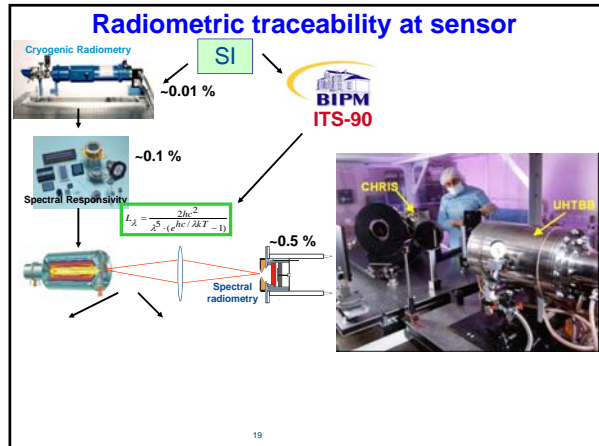 Radiometric traceability at sensor
Cryogenic Radiometry
SI
~0.01 %
BIPM
ITS-90
~0.1 %
Spectral Responsivity
L_λ = 2hc² / λ⁵ · (e^{hc / λkT} − 1)
~0.5 %
Spectral
radiometry
CHRIS
UHTBB
19